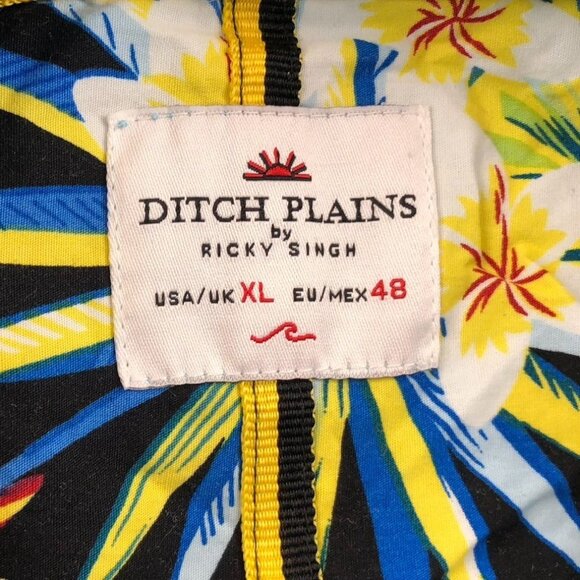 DITCH PLAINS
by
RICKY SINGH
USA/UK XL EU/MEX 48